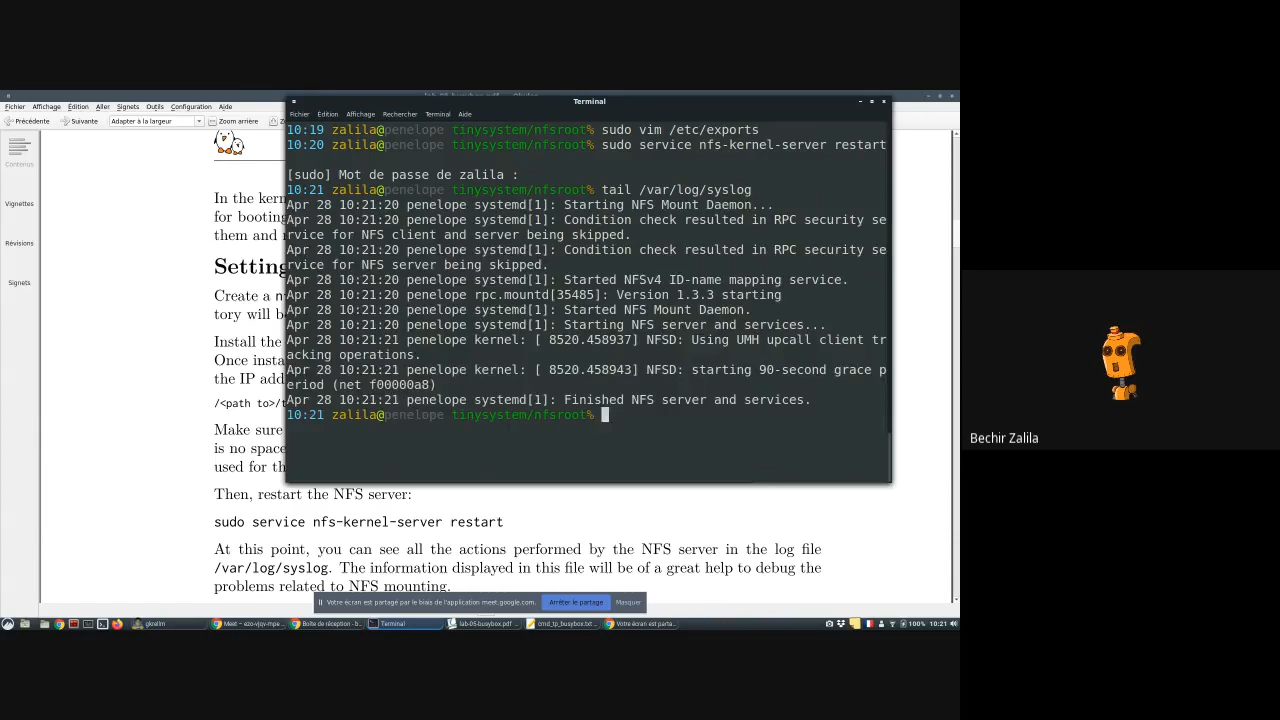 Terminal
Fichier Affichage Édition Aller Signets Outils Configuration Aide
Fichier Édition Affichage Rechercher Terminal Aide
Précédente Suivante Adapter à la largeur Zoom arrière
Contenus
Vignettes
Révisions
Signets
10:19 zalila@penelope tinysystem/nfsroot% sudo vim /etc/exports
10:20 zalila@penelope tinysystem/nfsroot% sudo service nfs-kernel-server restart
[sudo] Mot de passe de zalila :
10:21 zalila@penelope tinysystem/nfsroot% tail /var/log/syslog
Apr 28 10:21:20 penelope systemd[1]: Starting NFS Mount Daemon...
Apr 28 10:21:20 penelope systemd[1]: Condition check resulted in RPC security se
rvice for NFS client and server being skipped.
Apr 28 10:21:20 penelope systemd[1]: Condition check resulted in RPC security se
rvice for NFS server being skipped.
Apr 28 10:21:20 penelope systemd[1]: Started NFSv4 ID-name mapping service.
Apr 28 10:21:20 penelope rpc.mountd[35485]: Version 1.3.3 starting
Apr 28 10:21:20 penelope systemd[1]: Started NFS Mount Daemon.
Apr 28 10:21:20 penelope systemd[1]: Starting NFS server and services...
Apr 28 10:21:21 penelope kernel: [ 8520.458937] NFSD: Using UMH upcall client tr
acking operations.
Apr 28 10:21:21 penelope kernel: [ 8520.458943] NFSD: starting 90-second grace p
eriod (net f00000a8)
Apr 28 10:21:21 penelope systemd[1]: Finished NFS server and services.
10:21 zalila@penelope tinysystem/nfsroot%
In the kern
for booting
them and
Setting
Create a
tory will b
Install the
Once insta
the IP add
/<path to>/t
Make sure
is no space
used for th
Then, restart the NFS server:
sudo service nfs-kernel-server restart
At this point, you can see all the actions performed by the NFS server in the log file
/var/log/syslog. The information displayed in this file will be of a great help to debug the
problems related to NFS mounting.
Votre écran est partagé par le biais de l'application meet.google.com. Arrêter le partage Masquer
gkrellm Meet – ezo-vjqv-mpe ... Boîte de réception - b... Terminal lab-05-busybox.pdf ... cmd_tp_busybox.txt ... Votre écran est parta... 100% 10:21
Bechir Zalila